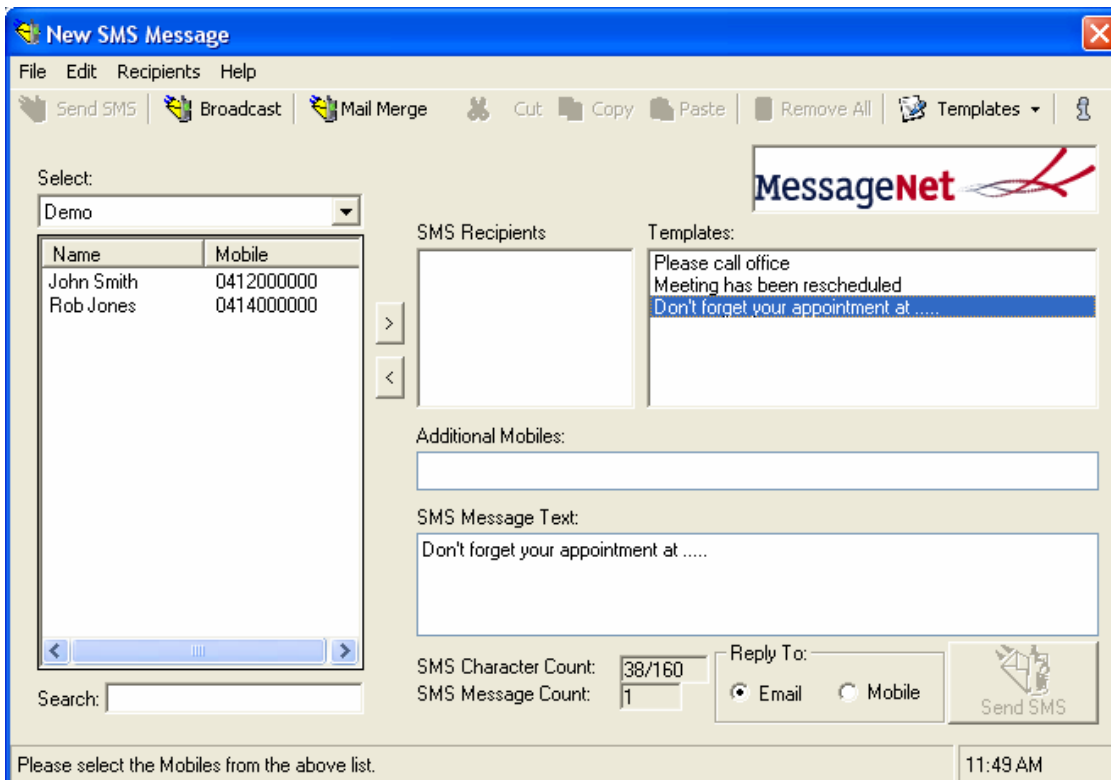 New SMS Message
File Edit Recipients Help
Send SMS Broadcast Mail Merge Cut Copy Paste Remove All Templates
MessageNet
Select:
Demo
Name Mobile
John Smith 0412000000
Rob Jones 0414000000
Search:
SMS Recipients
Templates:
Please call office
Meeting has been rescheduled
Don't forget your appointment at .....
Additional Mobiles:
SMS Message Text:
Don't forget your appointment at .....
SMS Character Count: 38/160
SMS Message Count: 1
Reply To:
Email Mobile
Send SMS
Please select the Mobiles from the above list.
11:49 AM